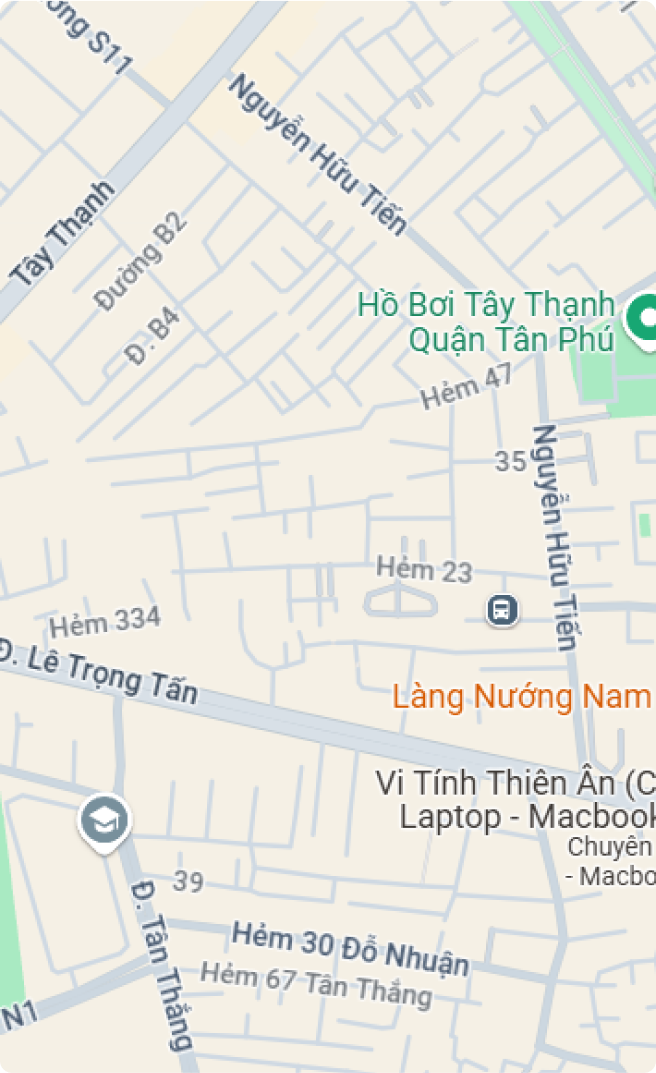 ờng S11
Nguyễn Hữu Tiến
Tây Thạnh
Đường B2
Đ. B4
Hồ Bơi Tây Thạnh
Quận Tân Phú
Hẻm 47
35
Nguyễn Hữu Tiến
Hẻm 23
Hẻm 334
Đ. Lê Trọng Tấn
Làng Nướng Nam
Vi Tính Thiên Ân (C
Laptop - Macbook
Chuyên
- Macbo
39
Đ. Tân Thắng
Hẻm 30 Đỗ Nhuận
Hẻm 67 Tân Thắng
N1